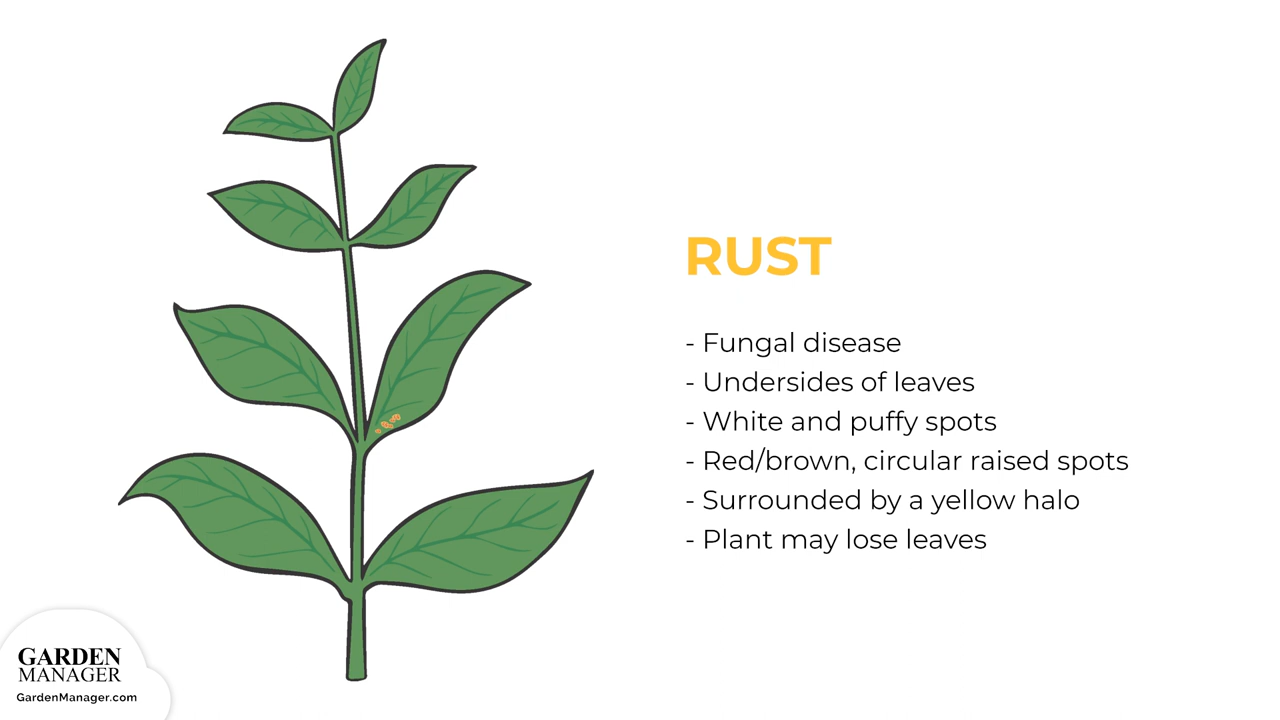 RUST
- Fungal disease
- Undersides of leaves
- White and puffy spots
- Red/brown, circular raised spots
- Surrounded by a yellow halo
- Plant may lose leaves
GARDEN
MANAGER
GardenManager.com